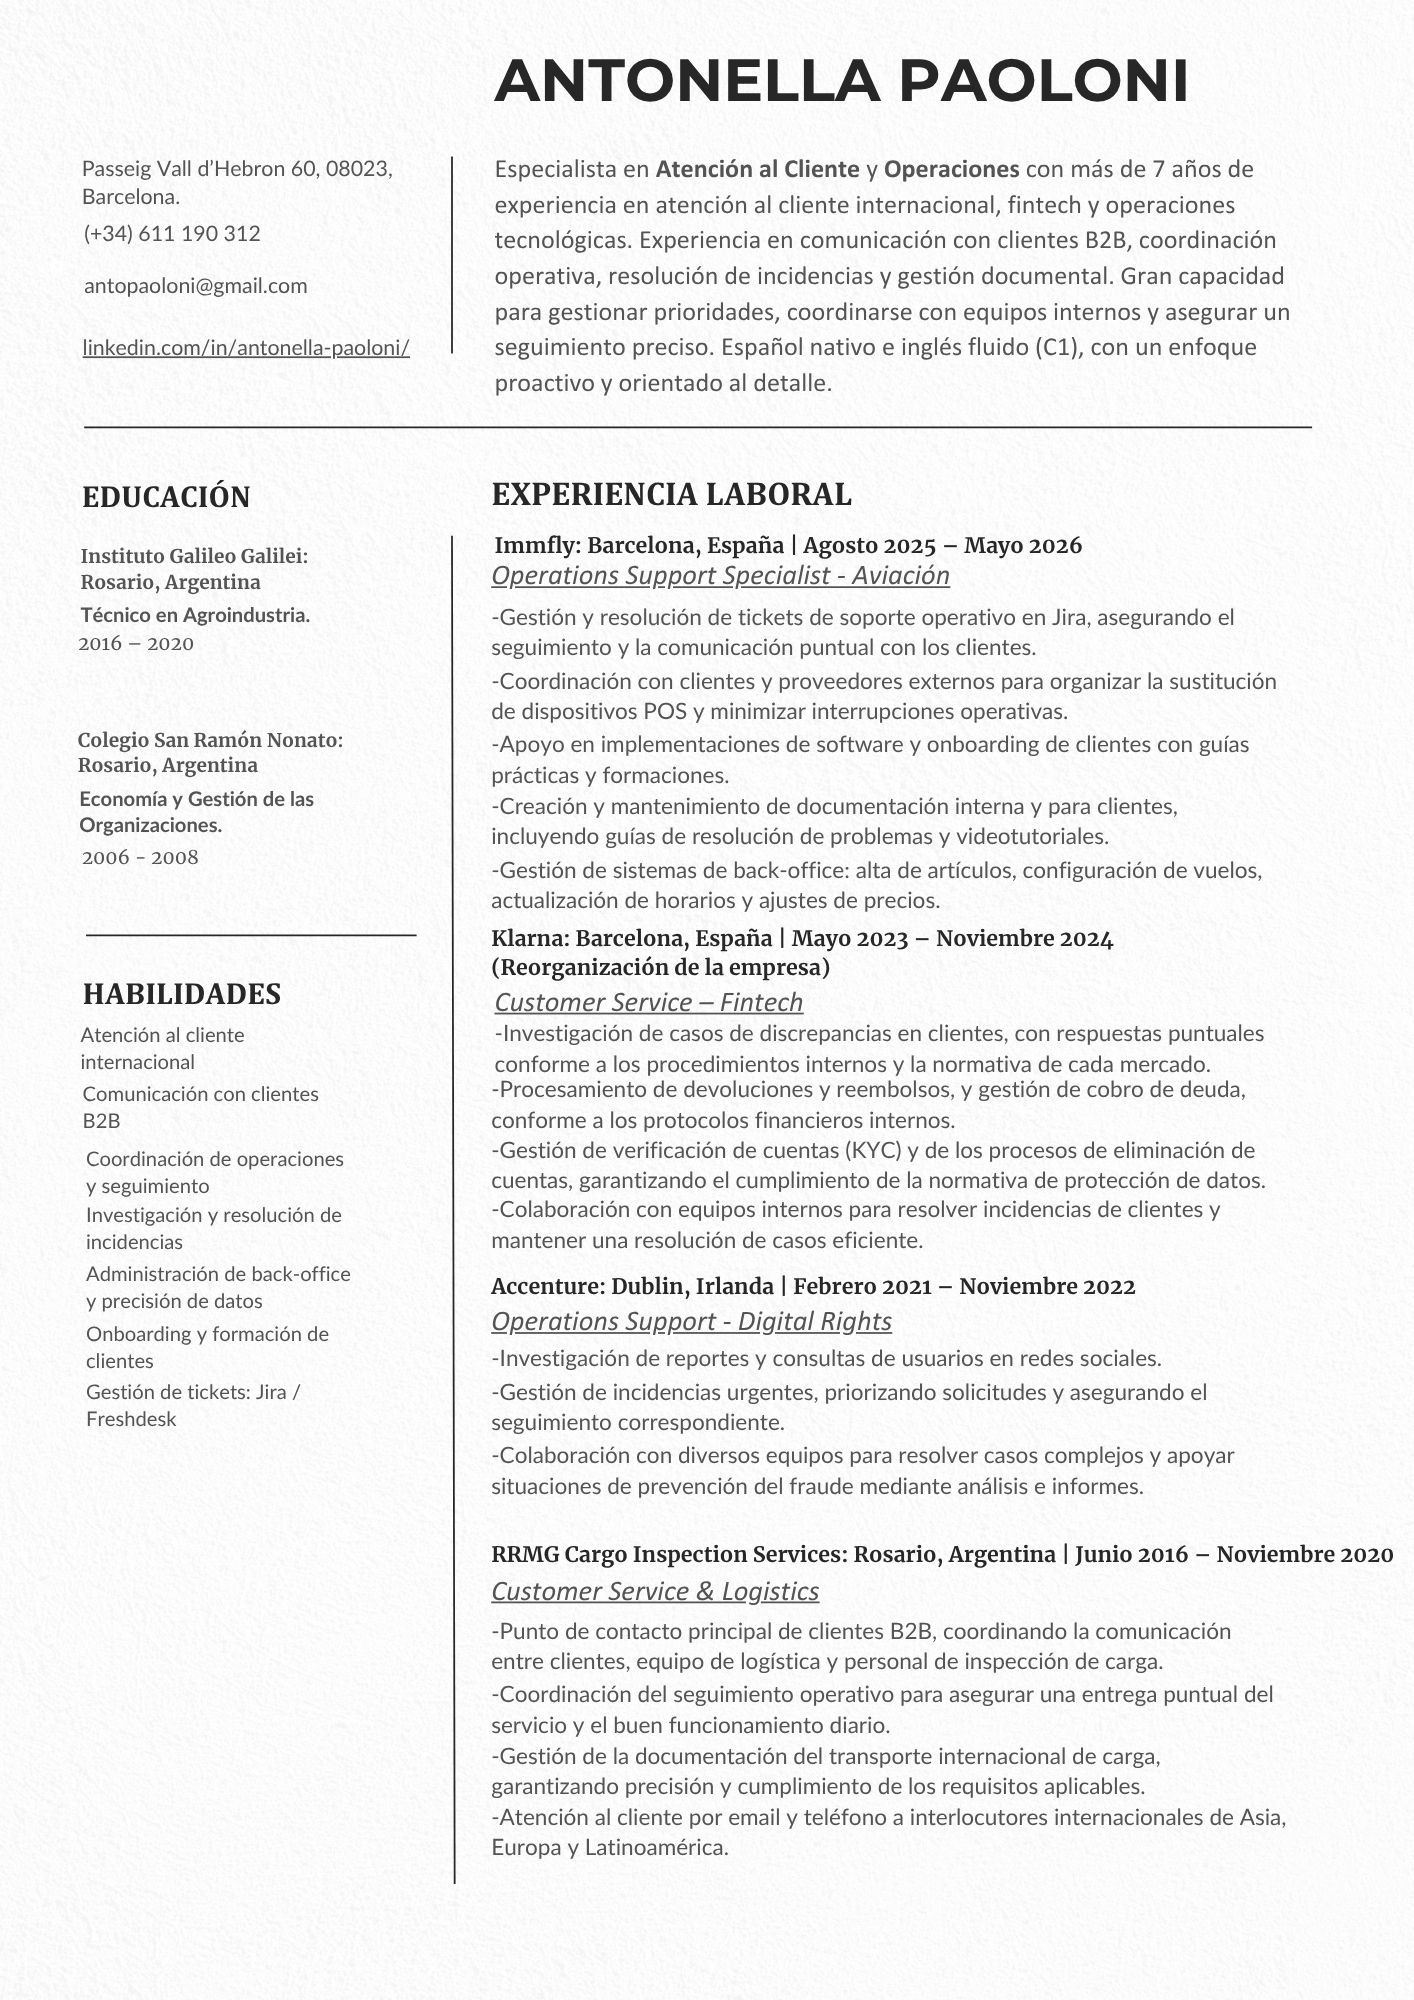 ANTONELLA PAOLONI
Passeig Vall d’Hebron 60, 08023,
Barcelona.
(+34) 611 190 312
antopaoloni@gmail.com
linkedin.com/in/antonella-paoloni/
Especialista en Atención al Cliente y Operaciones con más de 7 años de
experiencia en atención al cliente internacional, fintech y operaciones
tecnológicas. Experiencia en comunicación con clientes B2B, coordinación
operativa, resolución de incidencias y gestión documental. Gran capacidad
para gestionar prioridades, coordinarse con equipos internos y asegurar un
seguimiento preciso. Español nativo e inglés fluido (C1), con un enfoque
proactivo y orientado al detalle.
EDUCACIÓN
Instituto Galileo Galilei:
Rosario, Argentina
Técnico en Agroindustria.
2016 – 2020
Colegio San Ramón Nonato:
Rosario, Argentina
Economía y Gestión de las
Organizaciones.
2006 - 2008
HABILIDADES
Atención al cliente
internacional
Comunicación con clientes
B2B
Coordinación de operaciones
y seguimiento
Investigación y resolución de
incidencias
Administración de back-office
y precisión de datos
Onboarding y formación de
clientes
Gestión de tickets: Jira /
Freshdesk
EXPERIENCIA LABORAL
Immfly: Barcelona, España | Agosto 2025 – Mayo 2026
Operations Support Specialist - Aviación
-Gestión y resolución de tickets de soporte operativo en Jira, asegurando el
seguimiento y la comunicación puntual con los clientes.
-Coordinación con clientes y proveedores externos para organizar la sustitución
de dispositivos POS y minimizar interrupciones operativas.
-Apoyo en implementaciones de software y onboarding de clientes con guías
prácticas y formaciones.
-Creación y mantenimiento de documentación interna y para clientes,
incluyendo guías de resolución de problemas y videotutoriales.
-Gestión de sistemas de back-office: alta de artículos, configuración de vuelos,
actualización de horarios y ajustes de precios.
Klarna: Barcelona, España | Mayo 2023 – Noviembre 2024
(Reorganización de la empresa)
Customer Service – Fintech
-Investigación de casos de discrepancias en clientes, con respuestas puntuales
conforme a los procedimientos internos y la normativa de cada mercado.
-Procesamiento de devoluciones y reembolsos, y gestión de cobro de deuda,
conforme a los protocolos financieros internos.
-Gestión de verificación de cuentas (KYC) y de los procesos de eliminación de
cuentas, garantizando el cumplimiento de la normativa de protección de datos.
-Colaboración con equipos internos para resolver incidencias de clientes y
mantener una resolución de casos eficiente.
Accenture: Dublin, Irlanda | Febrero 2021 – Noviembre 2022
Operations Support - Digital Rights
-Investigación de reportes y consultas de usuarios en redes sociales.
-Gestión de incidencias urgentes, priorizando solicitudes y asegurando el
seguimiento correspondiente.
-Colaboración con diversos equipos para resolver casos complejos y apoyar
situaciones de prevención del fraude mediante análisis e informes.
RRMG Cargo Inspection Services: Rosario, Argentina | Junio 2016 – Noviembre 2020
Customer Service & Logistics
-Punto de contacto principal de clientes B2B, coordinando la comunicación
entre clientes, equipo de logística y personal de inspección de carga.
-Coordinación del seguimiento operativo para asegurar una entrega puntual del
servicio y el buen funcionamiento diario.
-Gestión de la documentación del transporte internacional de carga,
garantizando precisión y cumplimiento de los requisitos aplicables.
-Atención al cliente por email y teléfono a interlocutores internacionales de Asia,
Europa y Latinoamérica.